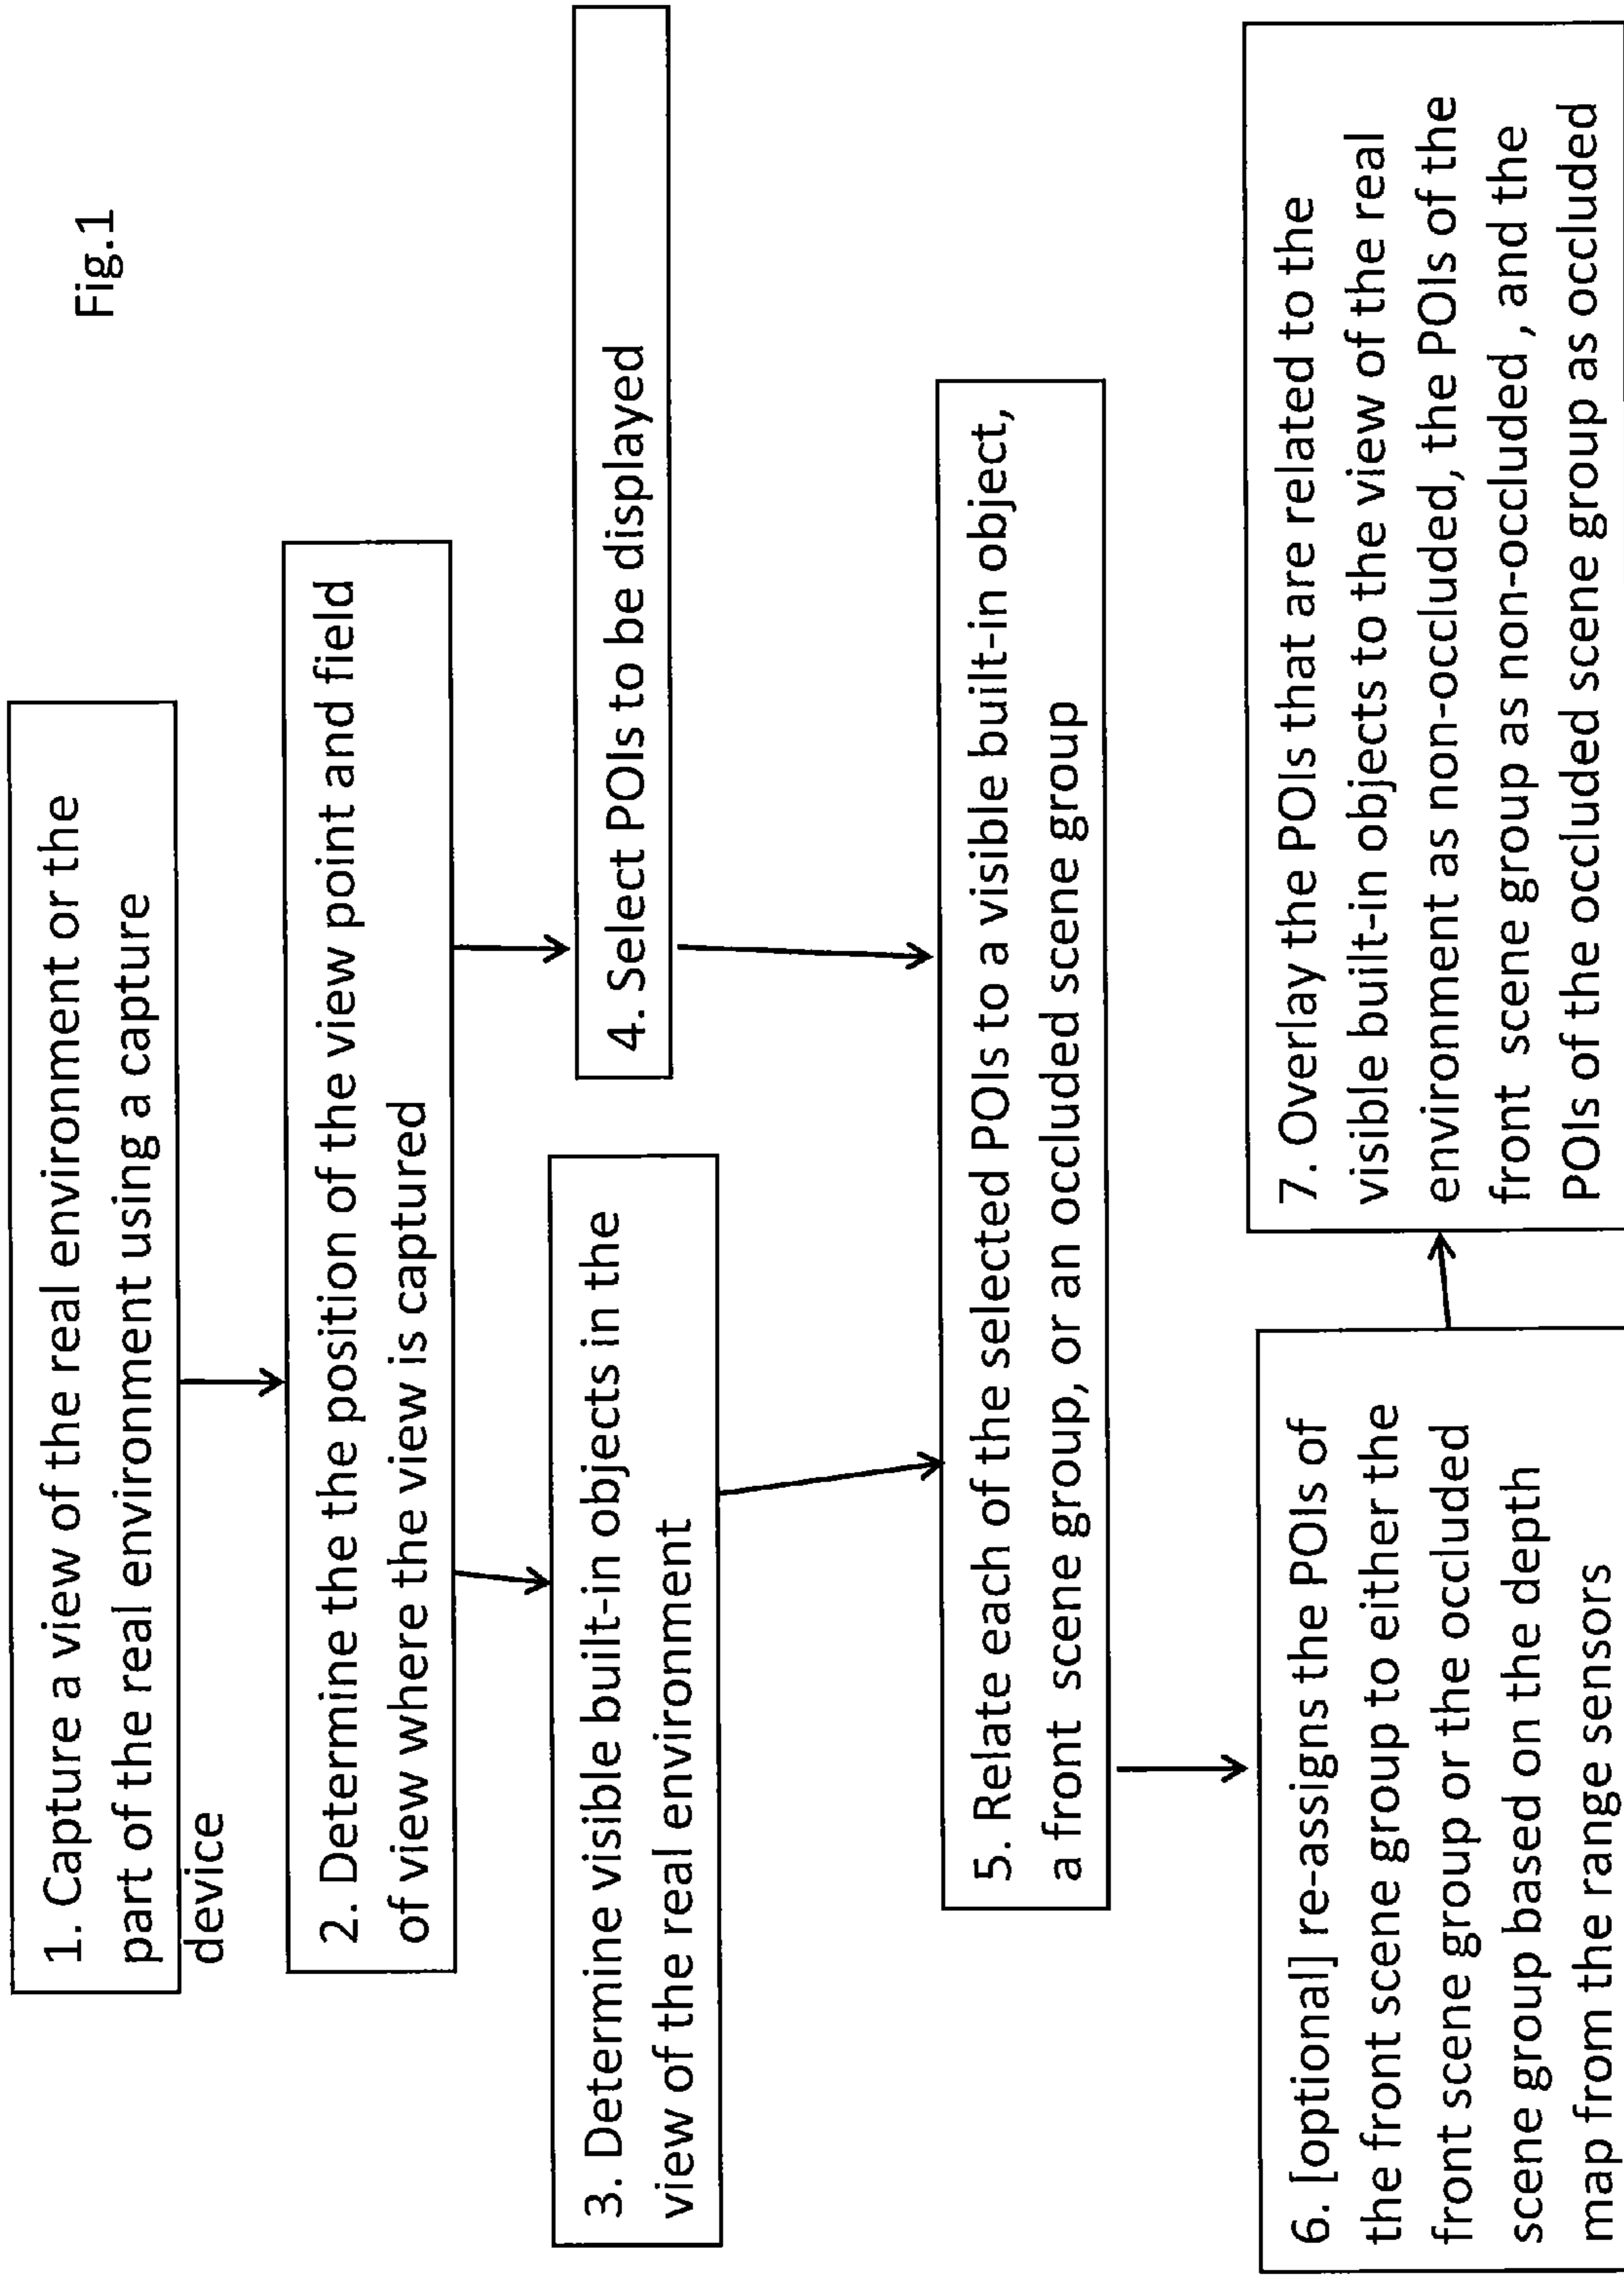 Fig.1
1. Capture a view of the real environment or the
part of the real environment using a capture
device
2. Determine the the position of the view point and field
of view where the view is captured
3. Determine visible built-in objects in the
view of the real environment
4. Select POIs to be displayed
5. Relate each of the selected POIs to a visible built-in object,
a front scene group, or an occluded scene group
6. [optional] re-assigns the POIs of
the front scene group to either the
front scene group or the occluded
scene group based on the depth
map from the range sensors
7. Overlay the POIs that are related to the
visible built-in objects to the view of the real
environment as non-occluded, the POIs of the
front scene group as non-occluded , and the
POIs of the occluded scene group as occluded